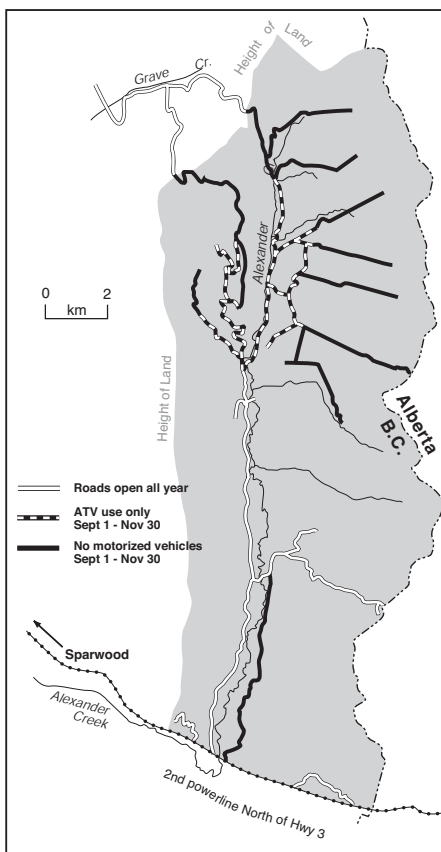 Height of
Land
Grave Cr.
Alexander
0 2
km
Height of Land
Alberta
B.C.
Roads open all year
ATV use only
Sept 1 - Nov 30
No motorized vehicles
Sept 1 - Nov 30
Sparwood
Alexander
Creek
2nd powerline North of Hwy 3